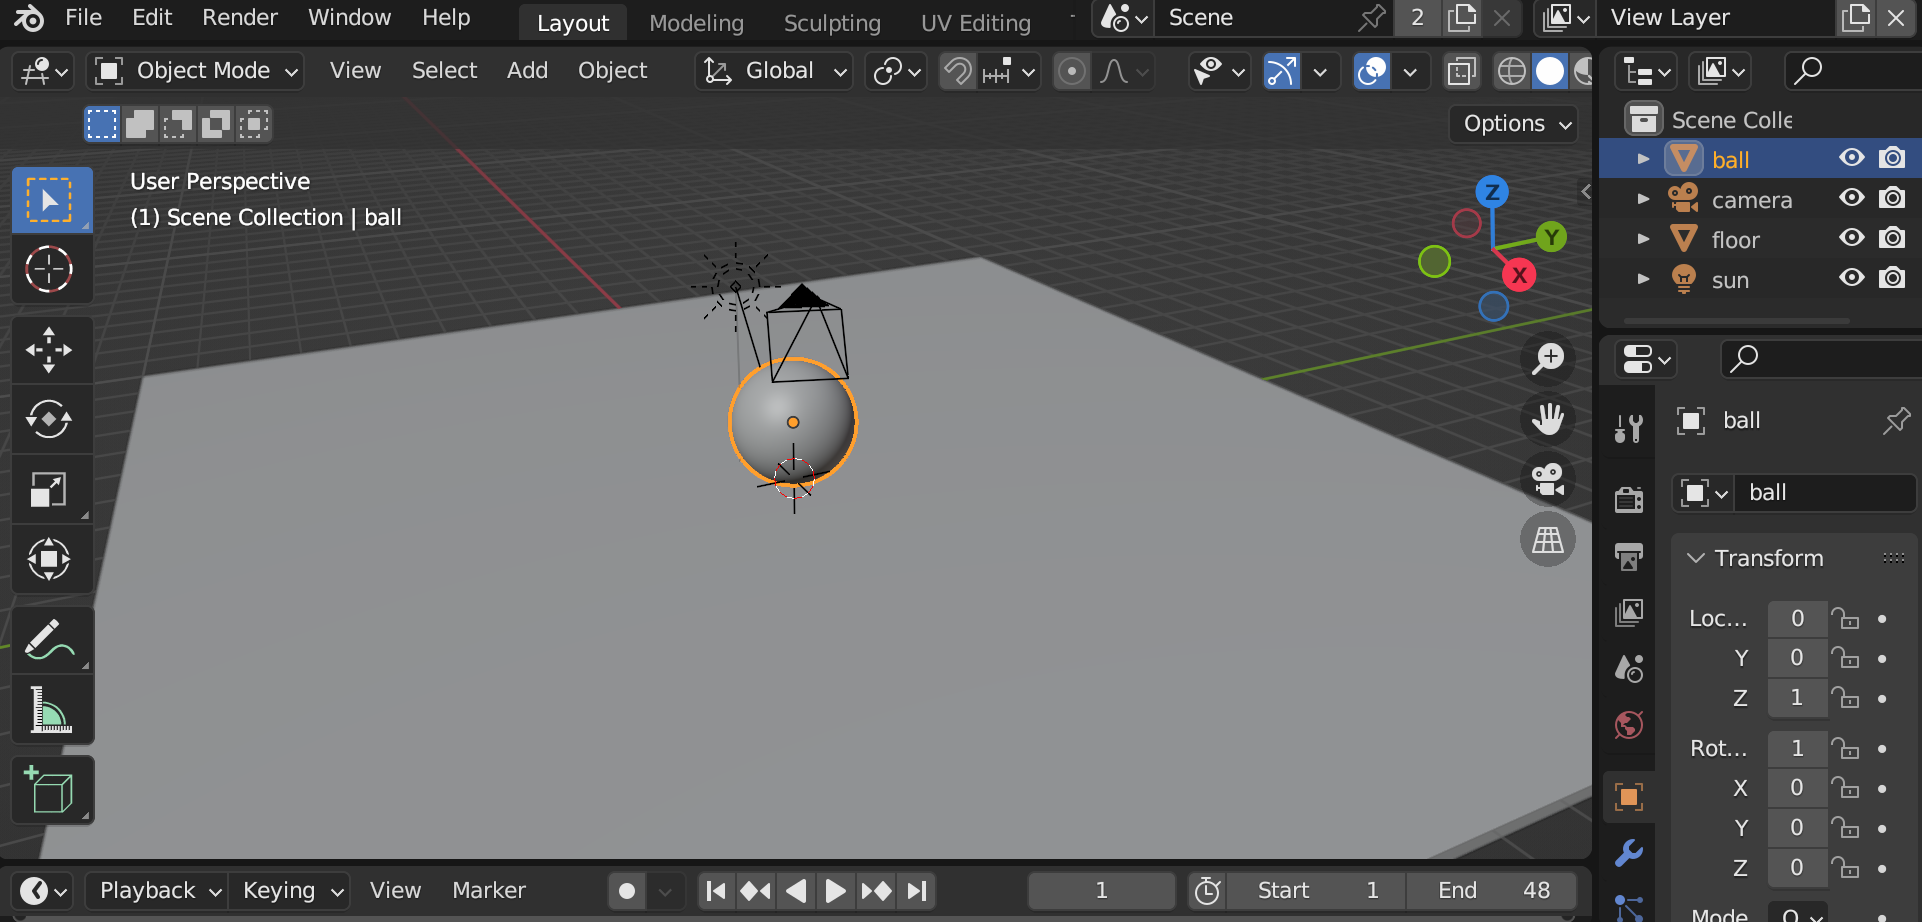 File Edit Render Window Help Layout Modeling Sculpting UV Editing Scene 2 View Layer
Object Mode View Select Add Object Global
Options
User Perspective
(1) Scene Collection | ball
Z
Y
X
Scene Colle
ball
camera
floor
sun
ball
ball
Transform
Loc... 0
Y 0
Z 1
Rot... 1
X 0
Y 0
Z 0
Mode Q
Playback Keying View Marker 1 Start 1 End 48